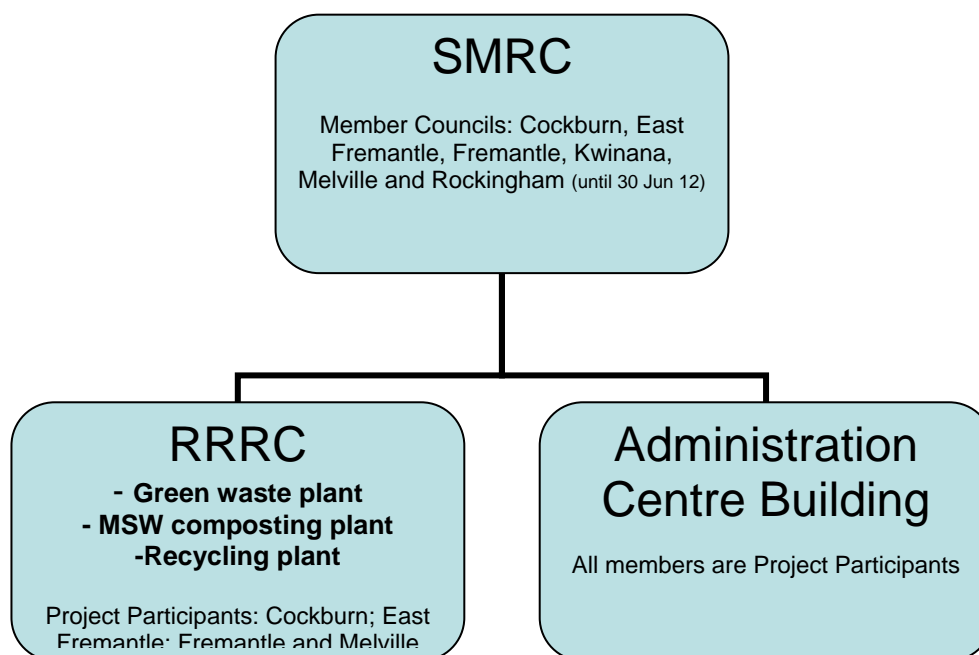 SMRC
Member Councils: Cockburn, East
Fremantle, Fremantle, Kwinana,
Melville and Rockingham (until 30 Jun 12)
RRRC
- Green waste plant
- MSW composting plant
-Recycling plant
Project Participants: Cockburn; East
Fremantle; Fremantle and Melville
Administration
Centre Building
All members are Project Participants